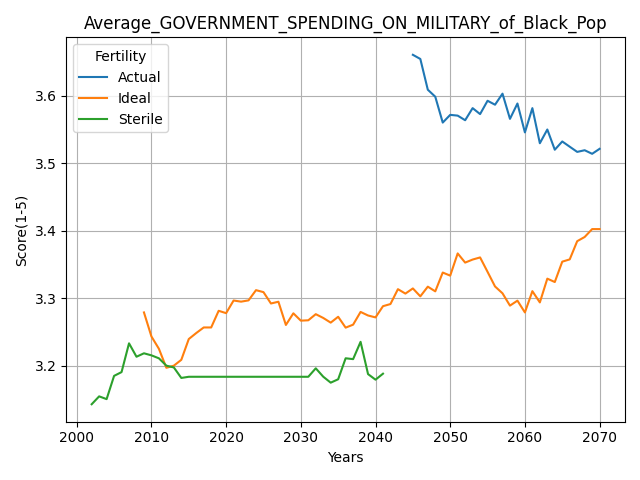 Average_GOVERNMENT_SPENDING_ON_MILITARY_of_Black_Pop
Fertility
Actual
Ideal
Sterile
Score(1-5)
3.6
3.5
3.4
3.3
3.2
2000 2010 2020 2030 2040 2050 2060 2070
Years